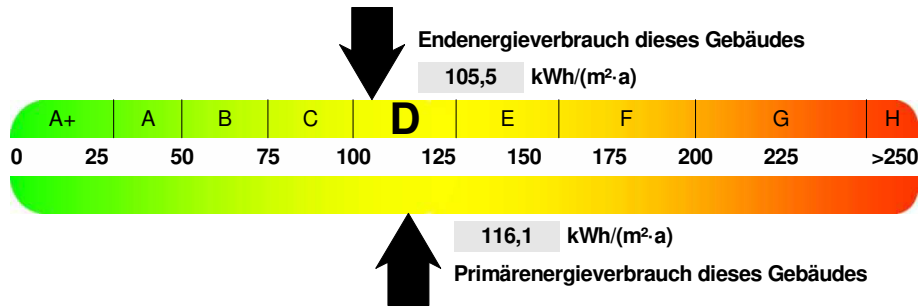 Endenergieverbrauch dieses Gebäudes
105,5 kWh/(m²·a)
A+ A B C D E F G H
0 25 50 75 100 125 150 175 200 225 >250
116,1 kWh/(m²·a)
Primärenergieverbrauch dieses Gebäudes